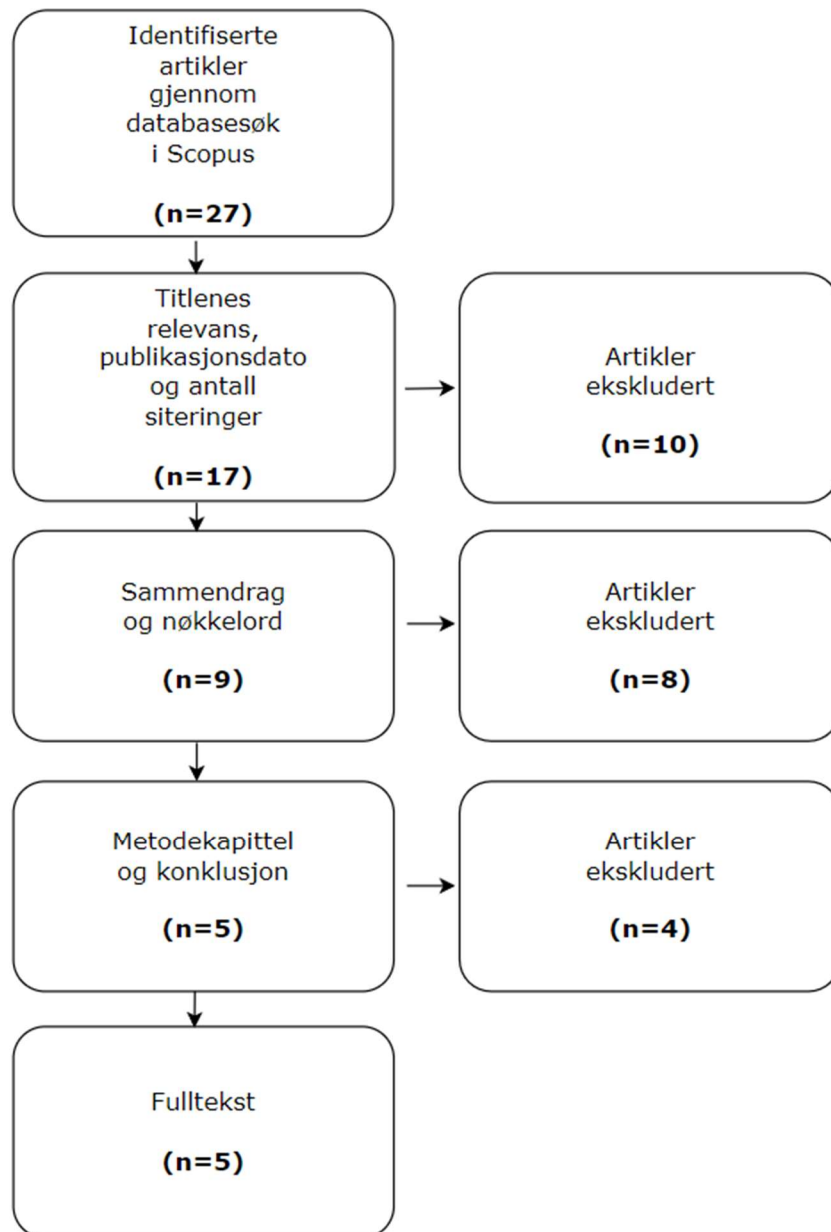 Identifiserte
artikler
gjennom
databasesøk
i Scopus
(n=27)
Titlenes
relevans,
publikasjonsdato
og antall
siteringer
(n=17)
Artikler
ekskludert
(n=10)
Sammendrag
og nøkkelord
(n=9)
Artikler
ekskludert
(n=8)
Metodekapittel
og konklusjon
(n=5)
Artikler
ekskludert
(n=4)
Fulltekst
(n=5)